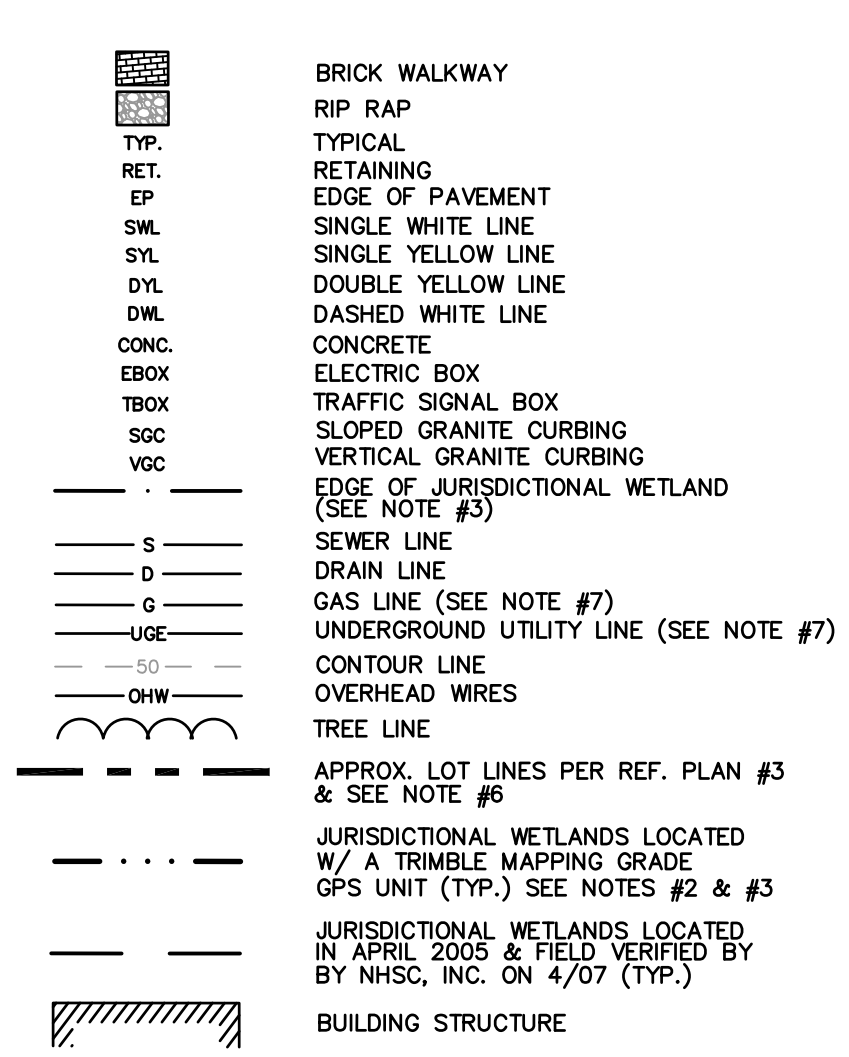 BRICK WALKWAY
RIP RAP
TYP. TYPICAL
RET. RETAINING
EP EDGE OF PAVEMENT
SWL SINGLE WHITE LINE
SYL SINGLE YELLOW LINE
DYL DOUBLE YELLOW LINE
DWL DASHED WHITE LINE
CONC. CONCRETE
EBOX ELECTRIC BOX
TBOX TRAFFIC SIGNAL BOX
SGC SLOPED GRANITE CURBING
VGC VERTICAL GRANITE CURBING
EDGE OF JURISDICTIONAL WETLAND
(SEE NOTE #3)
S SEWER LINE
D DRAIN LINE
G GAS LINE (SEE NOTE #7)
UGE UNDERGROUND UTILITY LINE (SEE NOTE #7)
50 CONTOUR LINE
OHW OVERHEAD WIRES
TREE LINE
APPROX. LOT LINES PER REF. PLAN #3
& SEE NOTE #6
JURISDICTIONAL WETLANDS LOCATED
W/ A TRIMBLE MAPPING GRADE
GPS UNIT (TYP.) SEE NOTES #2 & #3
JURISDICTIONAL WETLANDS LOCATED
IN APRIL 2005 & FIELD VERIFIED BY
BY NHSC, INC. ON 4/07 (TYP.)
BUILDING STRUCTURE